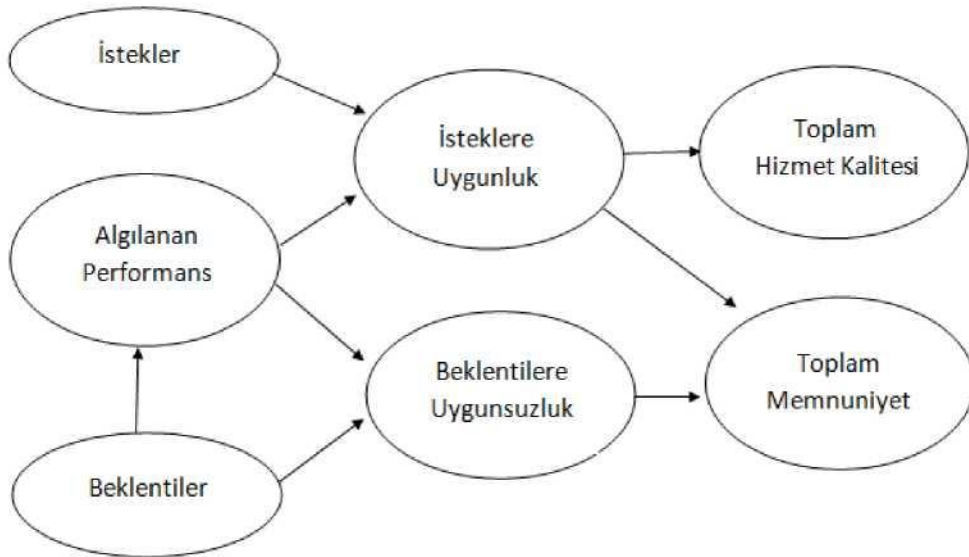 İstekler
İsteklere
Uygunluk
Toplam
Hizmet Kalitesi
Algılanan
Performans
Beklentilere
Uygunsuzluk
Toplam
Memnuniyet
Beklentiler